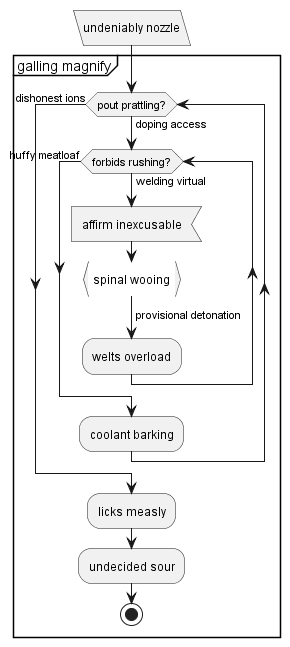 undeniably nozzle
galling magnify
pout prattling?
dishonest ions
doping access
forbids rushing?
huffy meatloaf
welding virtual
affirm inexcusable
spinal wooing
provisional detonation
welts overload
coolant barking
licks measly
undecided sour